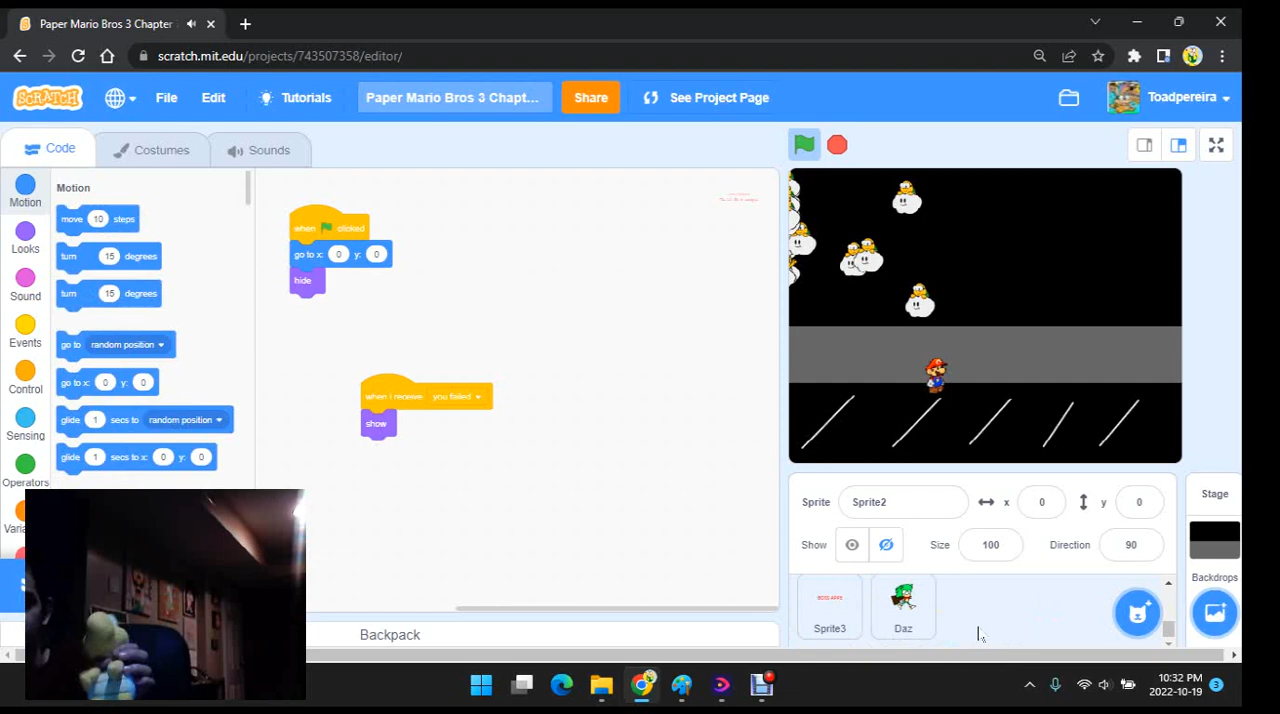 Paper Mario Bros 3 Chapter
scratch.mit.edu/projects/743507358/editor/
SCRATCH
File
Edit
Tutorials
Paper Mario Bros 3 Chapt...
Share
See Project Page
Toadpereira
Code
Costumes
Sounds
Motion
Looks
Sound
Events
Control
Sensing
Operators
Motion
move 10 steps
turn 15 degrees
turn 15 degrees
go to random position
go to x: 0 y: 0
glide 1 secs to random position
glide 1 secs to x: 0 y: 0
when clicked
go to x: 0 y: 0
hide
when I receive you failed
show
Backpack
Sprite Sprite2 x 0 y 0
Show Size 100 Direction 90
Sprite3
Daz
Stage
Backdrops
10:32 PM
2022-10-19
3